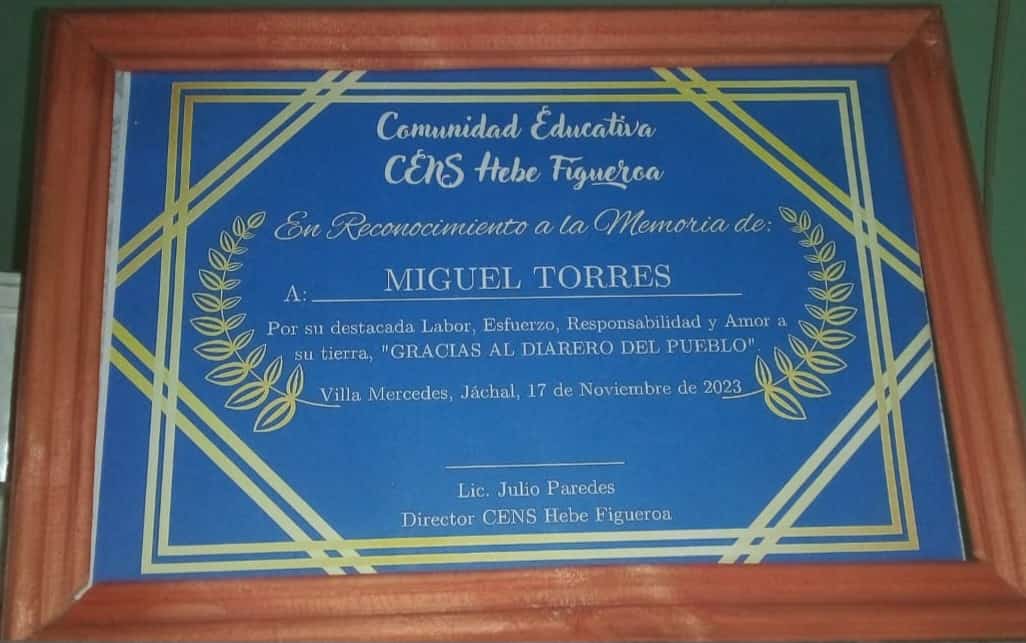 Comunidad Educativa
CENS Hebe Figueroa
En Reconocimiento a la Memoria de:
A: MIGUEL TORRES
Por su destacada Labor, Esfuerzo, Responsabilidad y Amor a
su tierra, "GRACIAS AL DIARERO DEL PUEBLO".
Villa Mercedes, Jáchal, 17 de Noviembre de 2023
Lic. Julio Paredes
Director CENS Hebe Figueroa